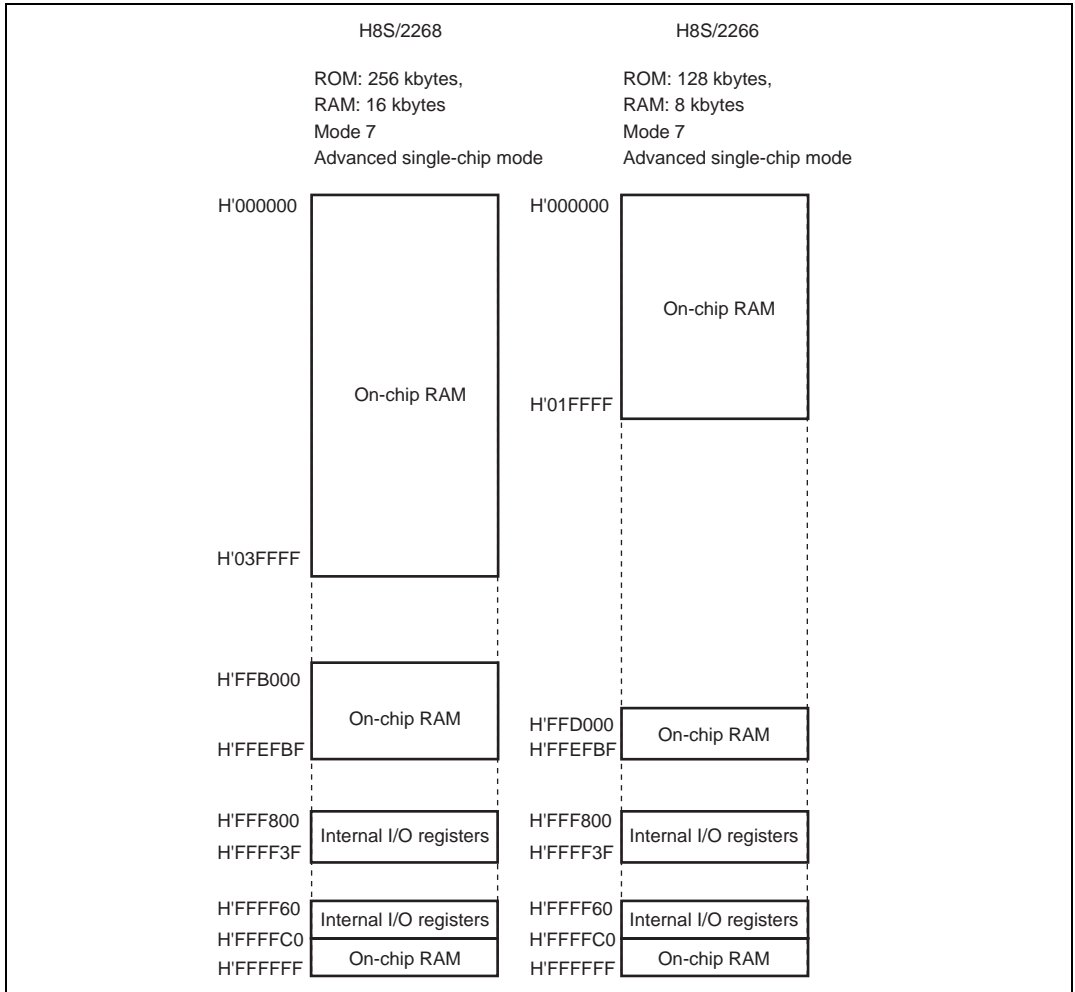 H8S/2268
ROM: 256 kbytes,
RAM: 16 kbytes
Mode 7
Advanced single-chip mode
H'000000
On-chip RAM
H'03FFFF
H'FFB000
On-chip RAM
H'FFEFBF
H'FFF800
Internal I/O registers
H'FFFF3F
H'FFFF60
Internal I/O registers
H'FFFFC0
On-chip RAM
H'FFFFFF
H8S/2266
ROM: 128 kbytes,
RAM: 8 kbytes
Mode 7
Advanced single-chip mode
H'000000
On-chip RAM
H'01FFFF
H'FFD000
On-chip RAM
H'FFEFBF
H'FFF800
Internal I/O registers
H'FFFF3F
H'FFFF60
Internal I/O registers
H'FFFFC0
On-chip RAM
H'FFFFFF